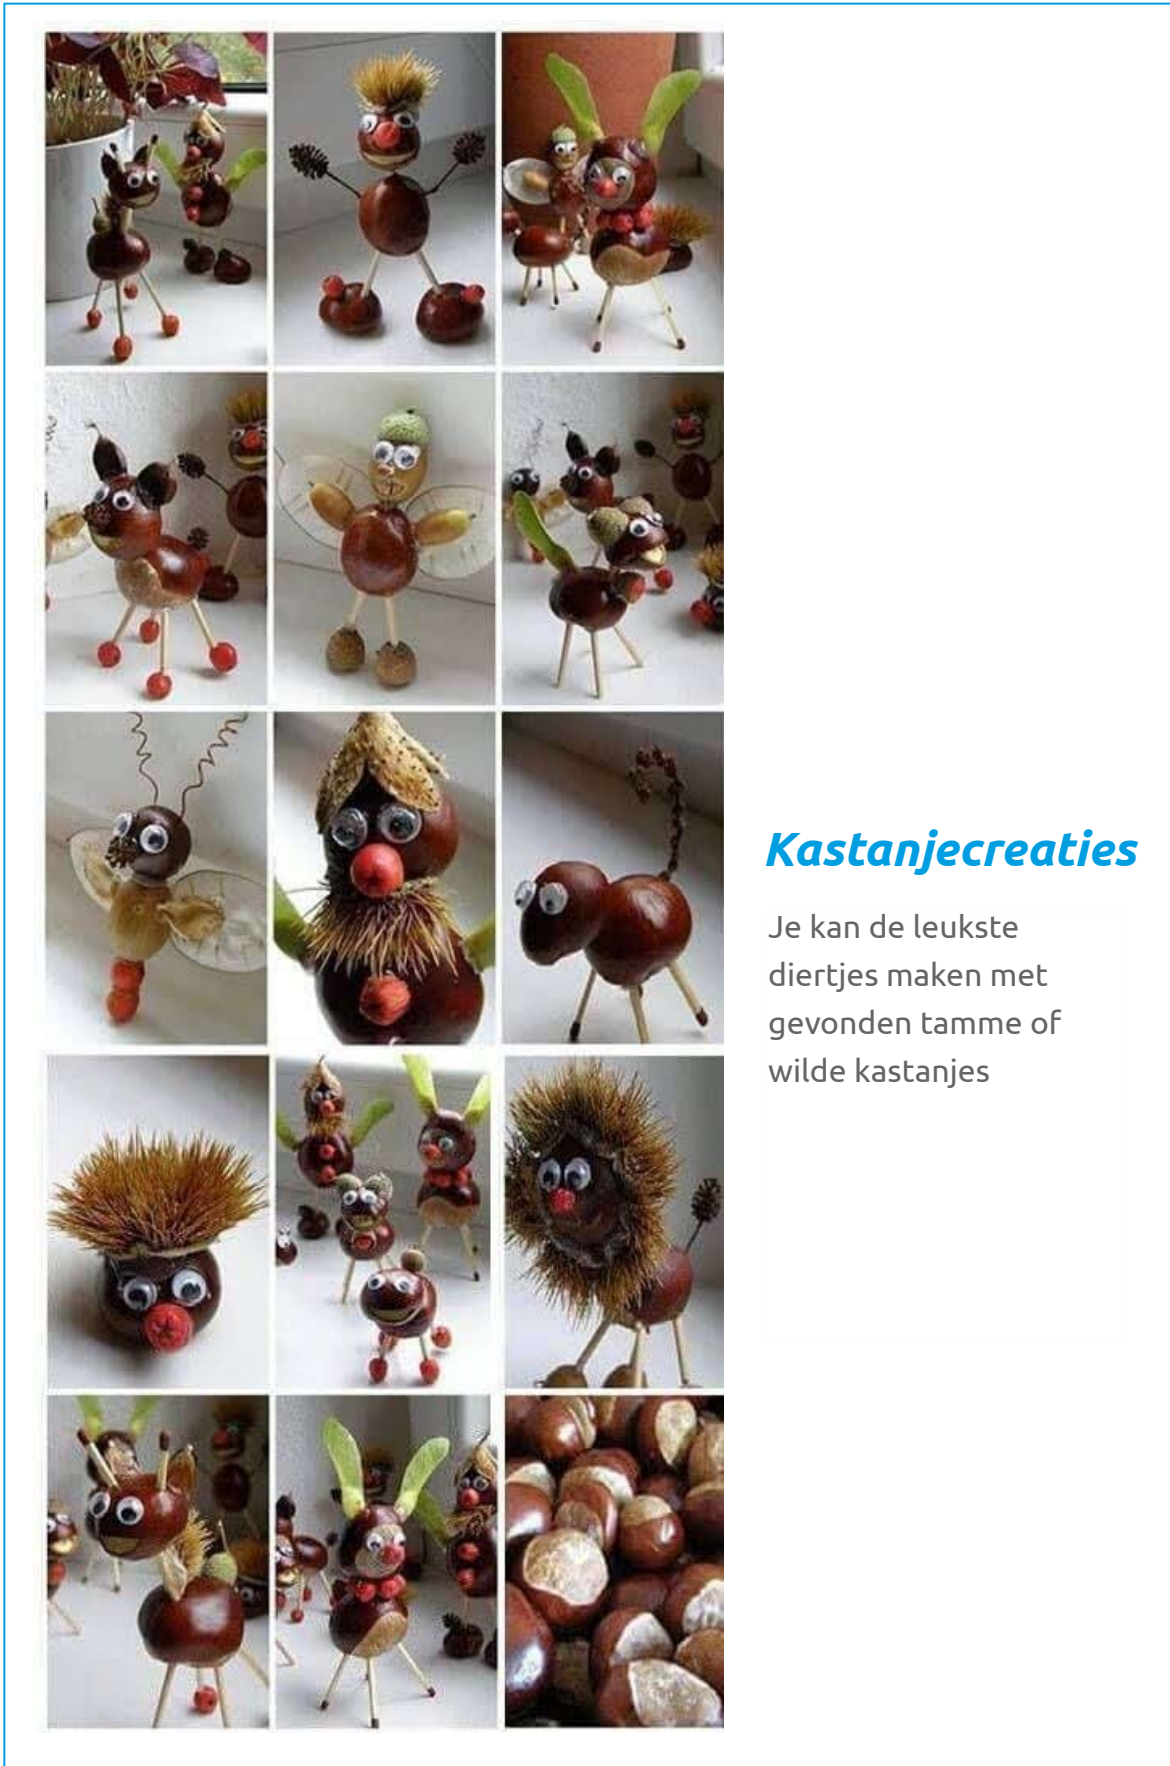 Kastanjecreaties
Je kan de leukste
diertjes maken met
gevonden tamme of
wilde kastanjes